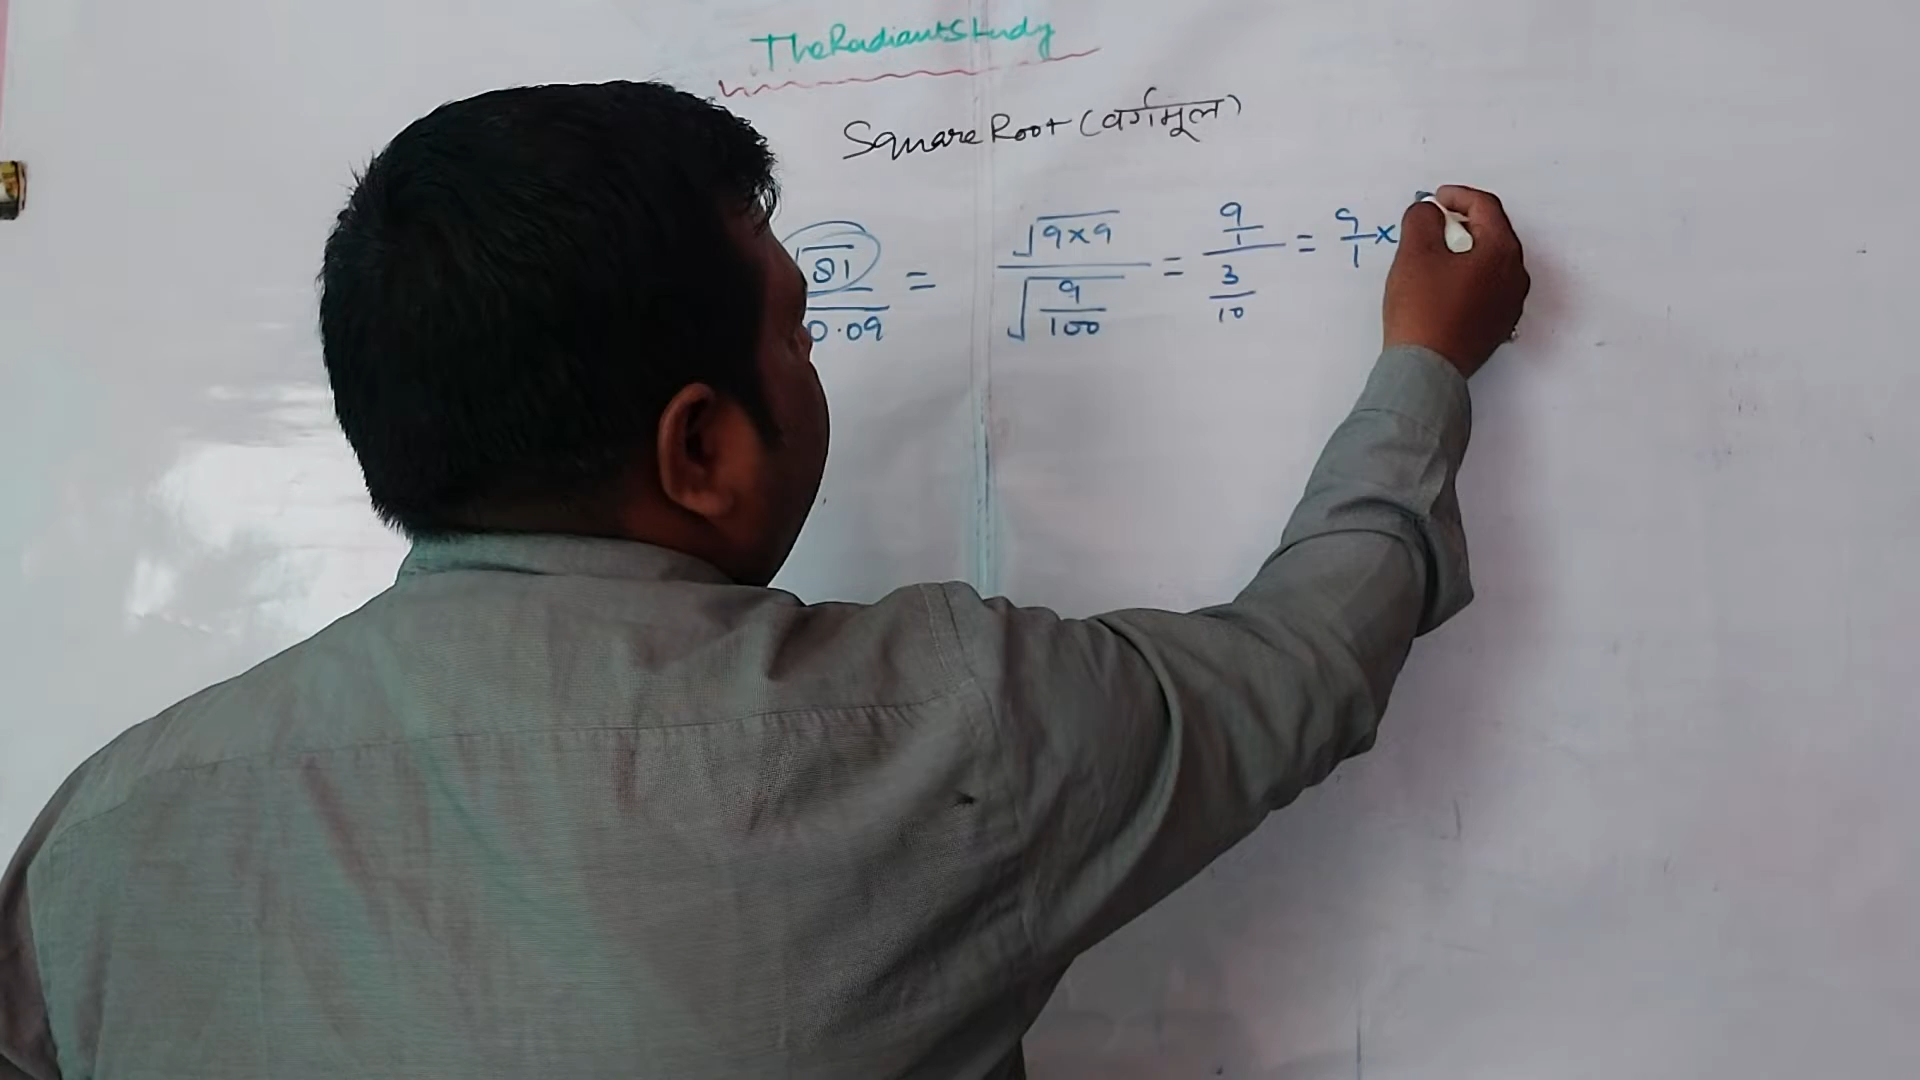 TheRadiantStudy
Square Root (वर्गमूल)
√81 / 0.09 = √9×9 / √(9/100) = (9/1) / (3/10) = 9/1 ×